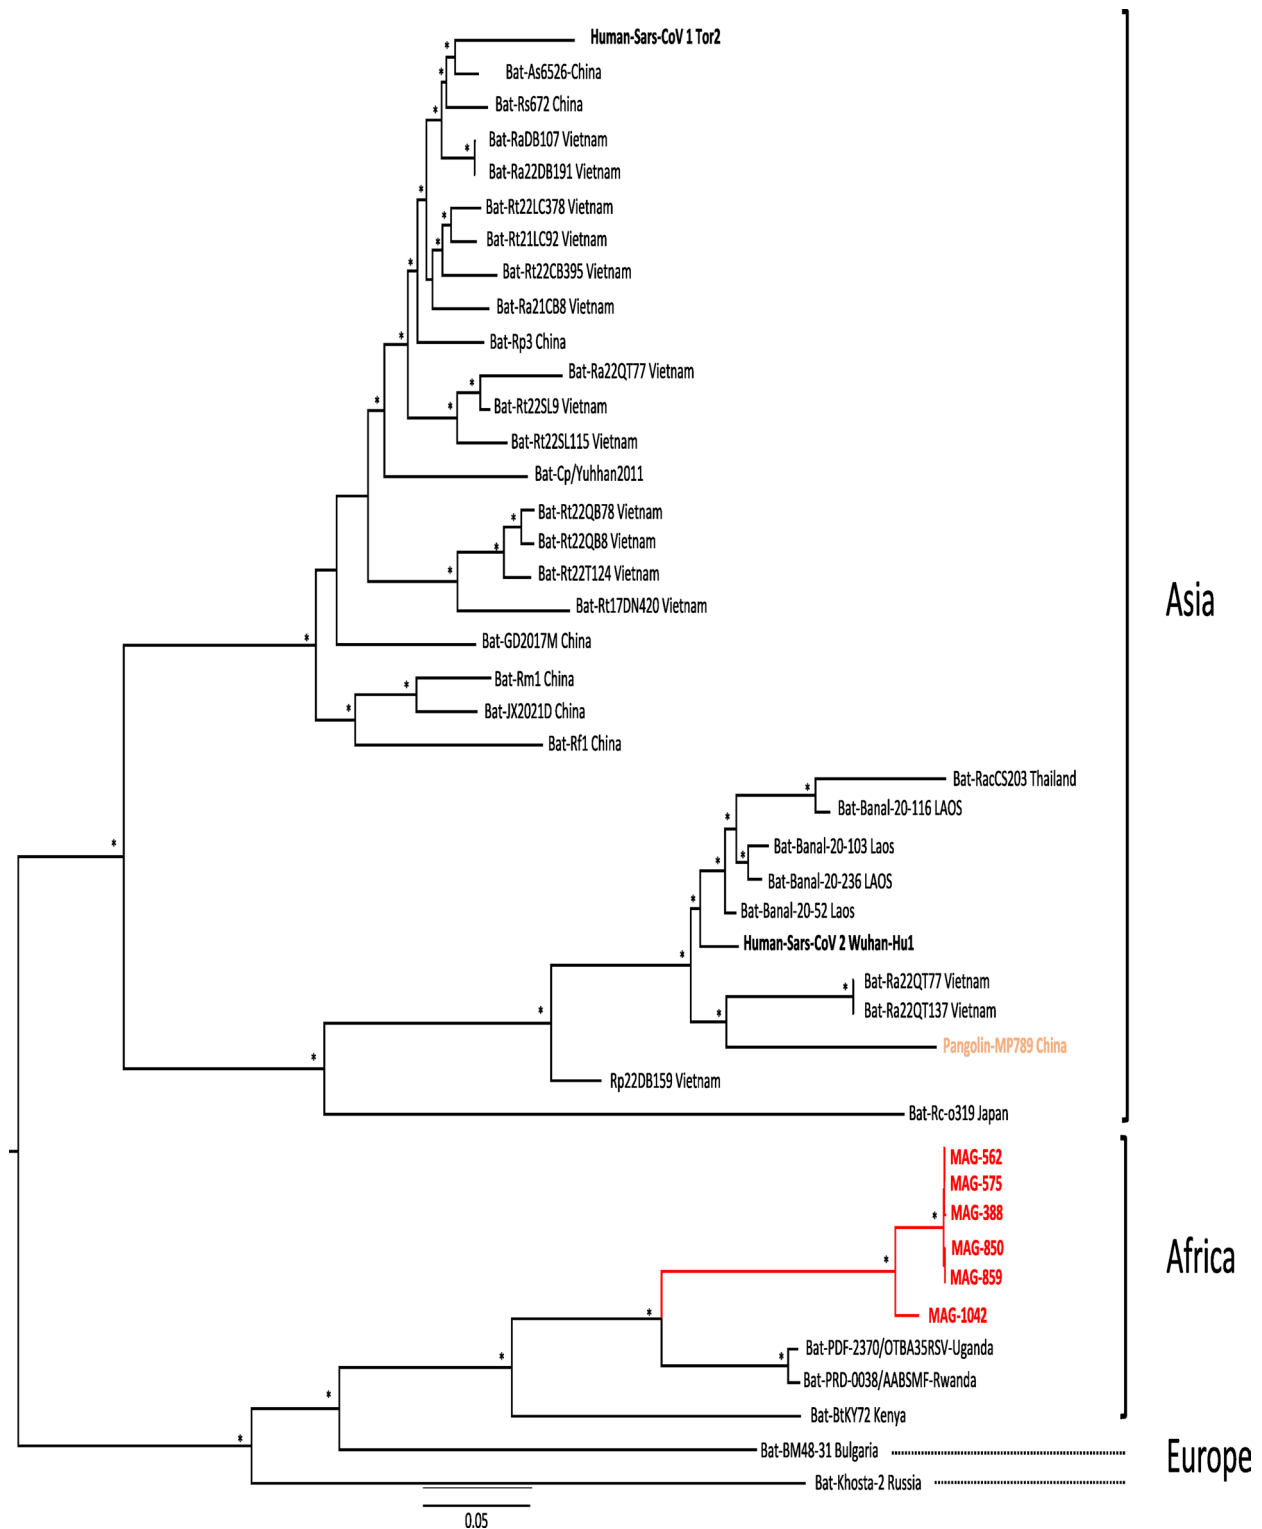 Human-Sars-CoV 1 Tor2
Bat-As6526-China
Bat-Rs672 China
Bat-RaDB107 Vietnam
Bat-Ra22DB191 Vietnam
Bat-Rt22LC378 Vietnam
Bat-Rt21LC92 Vietnam
Bat-Rt22CB395 Vietnam
Bat-Ra21CB8 Vietnam
Bat-Rp3 China
Bat-Ra22QT77 Vietnam
Bat-Rt22SL9 Vietnam
Bat-Rt22SL115 Vietnam
Bat-Cp/Yuhhan2011
Bat-Rt22QB78 Vietnam
Bat-Rt22QB8 Vietnam
Bat-Rt22T124 Vietnam
Bat-Rt17DN420 Vietnam
Asia
Bat-GD2017M China
Bat-Rm1 China
Bat-JX2021D China
Bat-Rf1 China
Bat-RacCS203 Thailand
Bat-Banal-20-116 LAOS
Bat-Banal-20-103 Laos
Bat-Banal-20-236 LAOS
Bat-Banal-20-52 Laos
Human-Sars-CoV 2 Wuhan-Hu1
Bat-Ra22QT77 Vietnam
Bat-Ra22QT137 Vietnam
Pangolin-MP789 China
Rp22DB159 Vietnam
Bat-Rc-o319 Japan
MAG-562
MAG-575
MAG-388
MAG-850
Africa
MAG-859
MAG-1042
Bat-PDF-2370/OTBA35RSV-Uganda
Bat-PRD-0038/AABSMF-Rwanda
Bat-BtKY72 Kenya
Bat-BM48-31 Bulgaria
Europe
Bat-Khosta-2 Russia
0.05